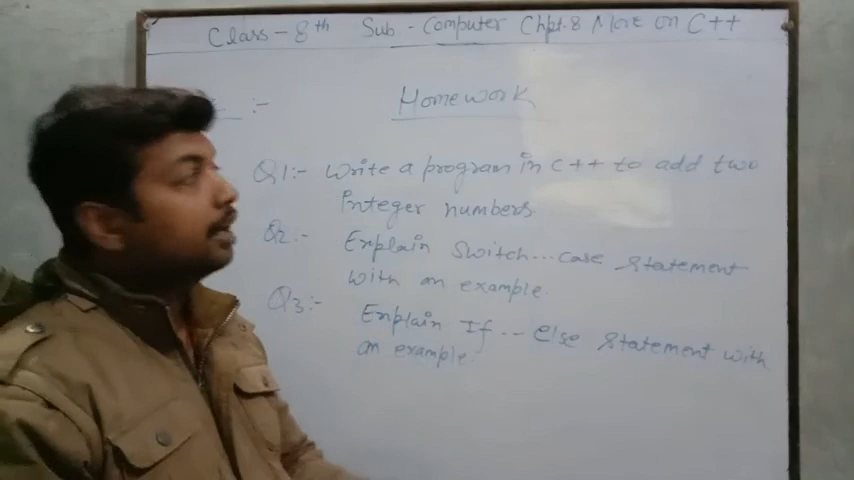 Class - 8th Sub - Computer Chpt. 8 More on C++
:-
Homework
Q1:- Write a program in C++ to add two
integer numbers.
Q2:- Explain Switch...case statement
with an example.
Q3:- Explain If... else statement with
an example.